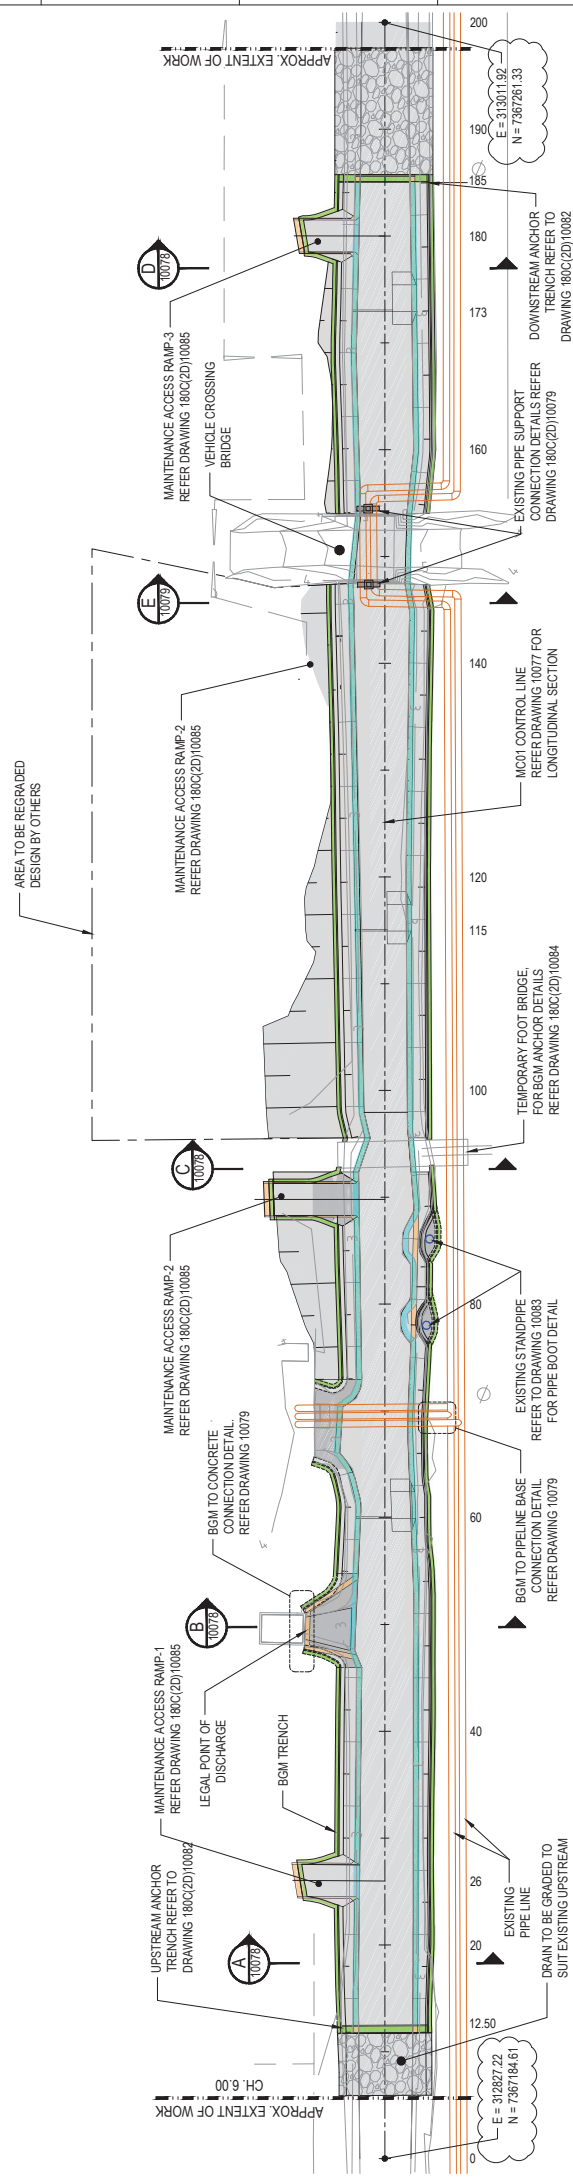 200
APPROX. EXTENT OF WORK
E = 313011.92
N = 7367261.33
190
185
180
DOWNSTREAM ANCHOR
TRENCH REFER TO
DRAWING 180C(2D)10082
D
10078
173
MAINTENANCE ACCESS RAMP-3
REFER DRAWING 180C(2D)10085
VEHICLE CROSSING
BRIDGE
160
EXISTING PIPE SUPPORT
CONNECTION DETAILS REFER
DRAWING 180C(2D)10079
E
10079
140
MC01 CONTROL LINE
REFER DRAWING 10077 FOR
LONGITUDINAL SECTION
MAINTENANCE ACCESS RAMP-2
REFER DRAWING 180C(2D)10085
AREA TO BE REGRADED
DESIGN BY OTHERS
120
115
100
TEMPORARY FOOT BRIDGE,
FOR BGM ANCHOR DETAILS
REFER DRAWING 180C(2D)10084
C
10078
MAINTENANCE ACCESS RAMP-2
REFER DRAWING 180C(2D)10085
80
EXISTING STANDPIPE
REFER TO DRAWING 10083
FOR PIPE BOOT DETAIL
BGM TO CONCRETE
CONNECTION DETAIL.
REFER DRAWING 10079
60
BGM TO PIPELINE BASE
CONNECTION DETAIL
REFER DRAWING 10079
B
10078
LEGAL POINT OF
DISCHARGE
MAINTENANCE ACCESS RAMP-1
REFER DRAWING 180C(2D)10085
BGM TRENCH
40
26
EXISTING
PIPE LINE
UPSTREAM ANCHOR
TRENCH REFER TO
DRAWING 180C(2D)10082
A
10078
20
DRAIN TO BE GRADED TO
SUIT EXISTING UPSTREAM
12.50
CH. 6.00
APPROX. EXTENT OF WORK
E = 312827.22
N = 7367184.61
0